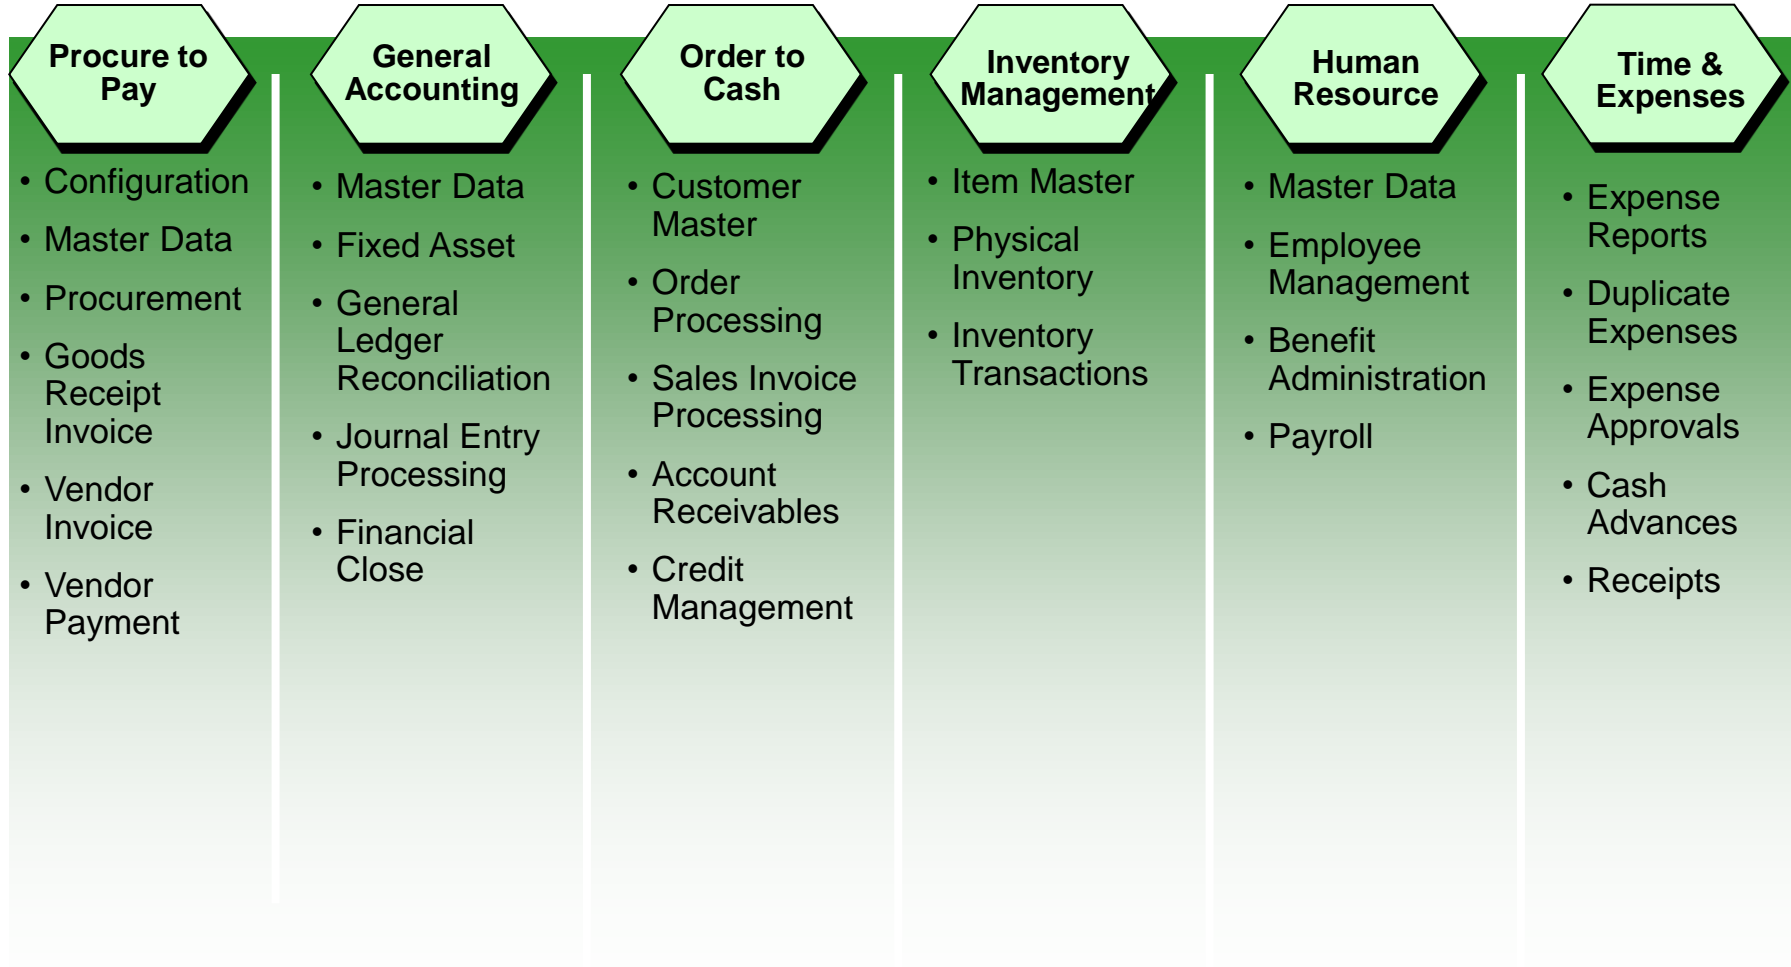 Procure to
Pay
• Configuration
• Master Data
• Procurement
• Goods
Receipt
Invoice
• Vendor
Invoice
• Vendor
Payment
General
Accounting
• Master Data
• Fixed Asset
• General
Ledger
Reconciliation
• Journal Entry
Processing
• Financial
Close
Order to
Cash
• Customer
Master
• Order
Processing
• Sales Invoice
Processing
• Account
Receivables
• Credit
Management
Inventory
Management
• Item Master
• Physical
Inventory
• Inventory
Transactions
Human
Resource
• Master Data
• Employee
Management
• Benefit
Administration
• Payroll
Time &
Expenses
• Expense
Reports
• Duplicate
Expenses
• Expense
Approvals
• Cash
Advances
• Receipts